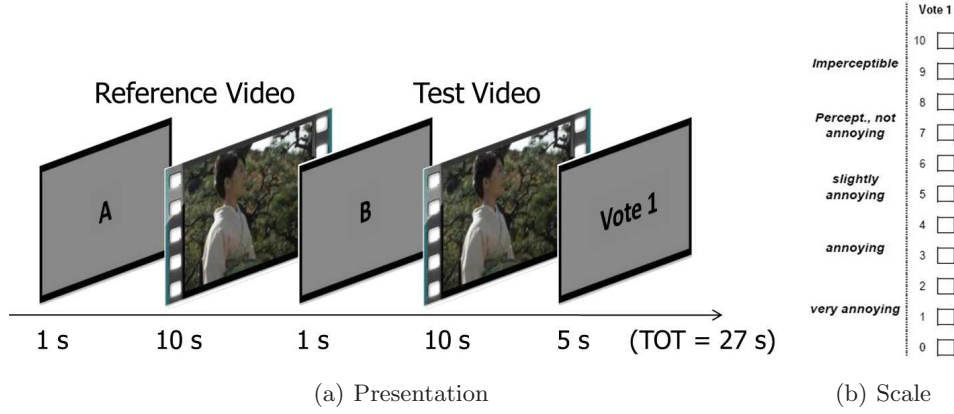 Reference Video Test Video
A
B
Vote 1
1 s 10 s 1 s 10 s 5 s (TOT = 27 s)
(a) Presentation
Vote 1
10
Imperceptible
9
8
Percept., not
annoying
7
6
slightly
annoying
5
4
annoying
3
2
very annoying
1
0
(b) Scale